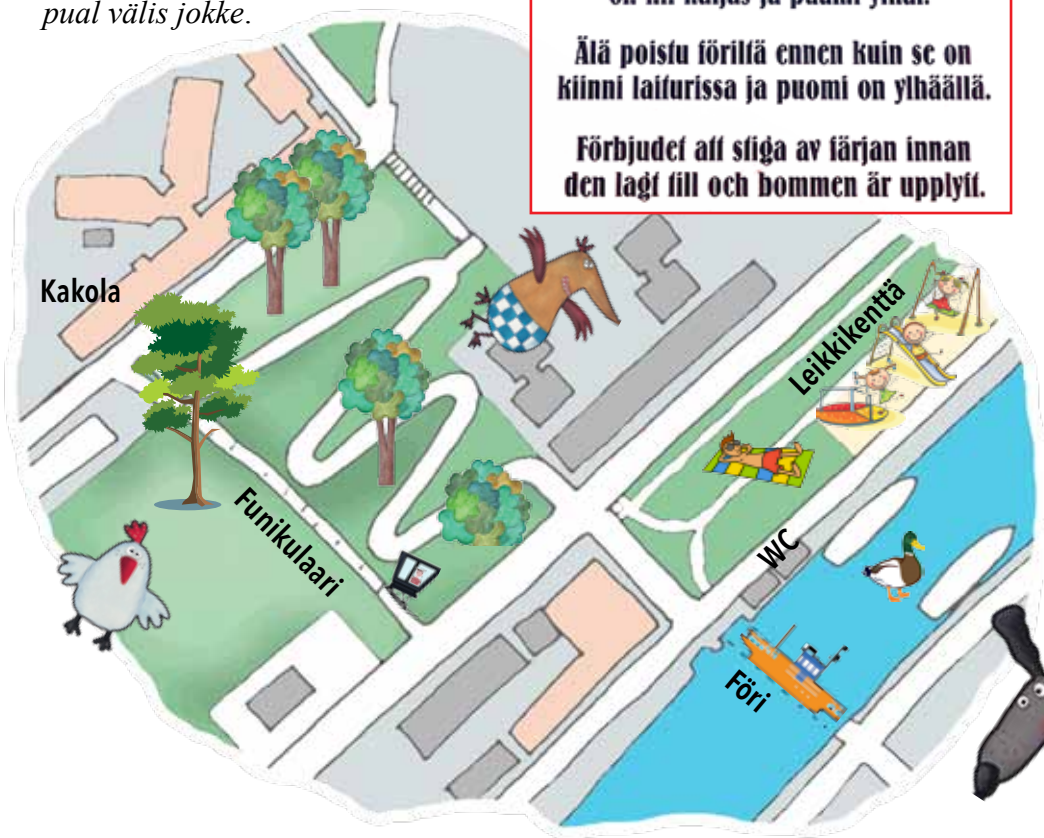 pual välis jokke.
Älä poistu föriltä ennen kuin se on
kiinni laiturissa ja puomi on ylhäällä.
Förbjudet att stiga av färjan innan
den lagt till och bommen är upplyft.
Kakola
Leikkikenttä
Funikulaari
WC
Föri